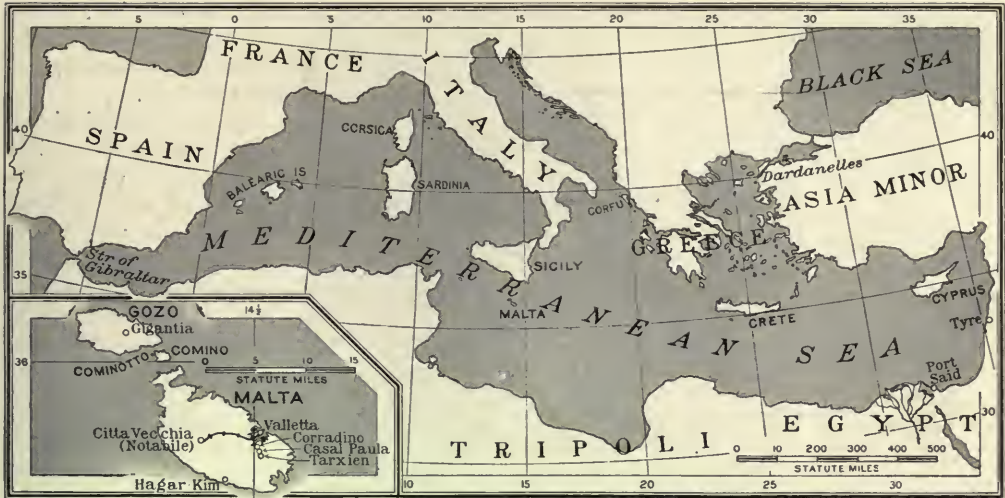 5 0 5 10 15 20 25 30 35
FRANCE
ITALY
BLACK SEA
40
SPAIN
CORSICA
40
BALEARIC IS
SARDINIA
Dardanelles
ASIA MINOR
CORFU
MEDITERRANEAN SEA
GREECE
Str of
Gibraltar
SICILY
35
MALTA
CRETE
CYPRUS
Tyre
35
Port
Said
30
TRIPOLI
EGYPT
0 100 200 300 400 500
STATUTE MILES
10 15 20 25 30
GOZO
14½
Gigantia
COMINO
COMINOTTO
36
0 5 10 15
STATUTE MILES
MALTA
Valletta
Citta Vecchia
(Notabile)
Corradino
Casal Paula
Tarxien
Hagar Kim